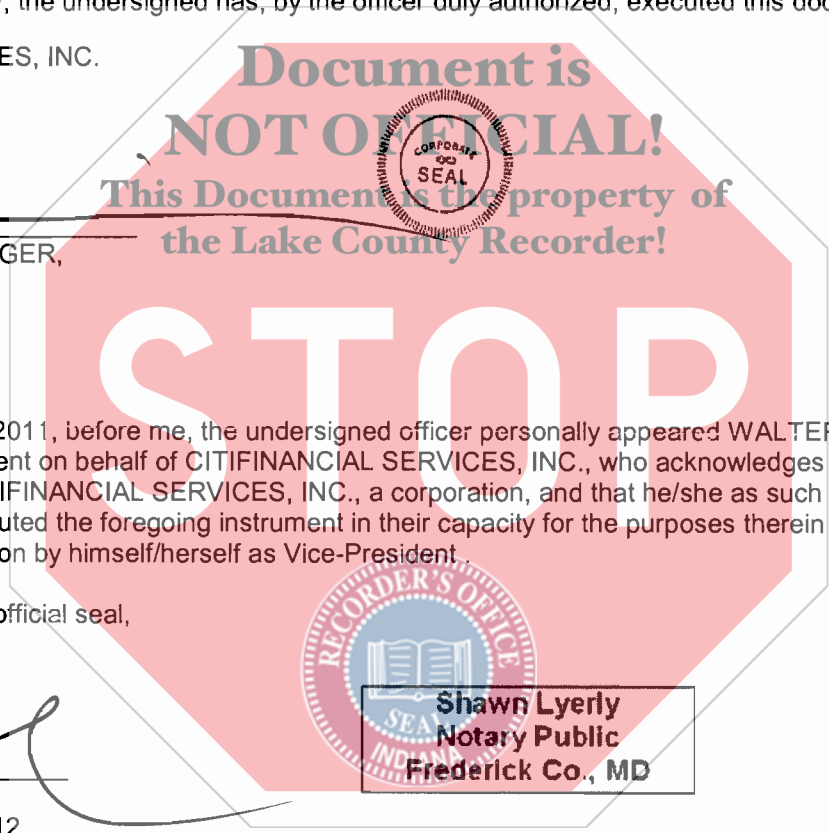 , the undersigned has, by the officer duly authorized, executed this doc
ES, INC.
Document is
NOT OFFICIAL!
CORPORATE
SEAL
This Document is the property of
the Lake County Recorder!
GER,
STOP
2011, before me, the undersigned officer personally appeared WALTER
ent on behalf of CITIFINANCIAL SERVICES, INC., who acknowledges
IFINANCIAL SERVICES, INC., a corporation, and that he/she as such
uted the foregoing instrument in their capacity for the purposes therein
on by himself/herself as Vice-President .
official seal,
RECORDER'S OFFICE
SEAL
INDIANA
Shawn Lyerly
Notary Public
Frederick Co., MD
12